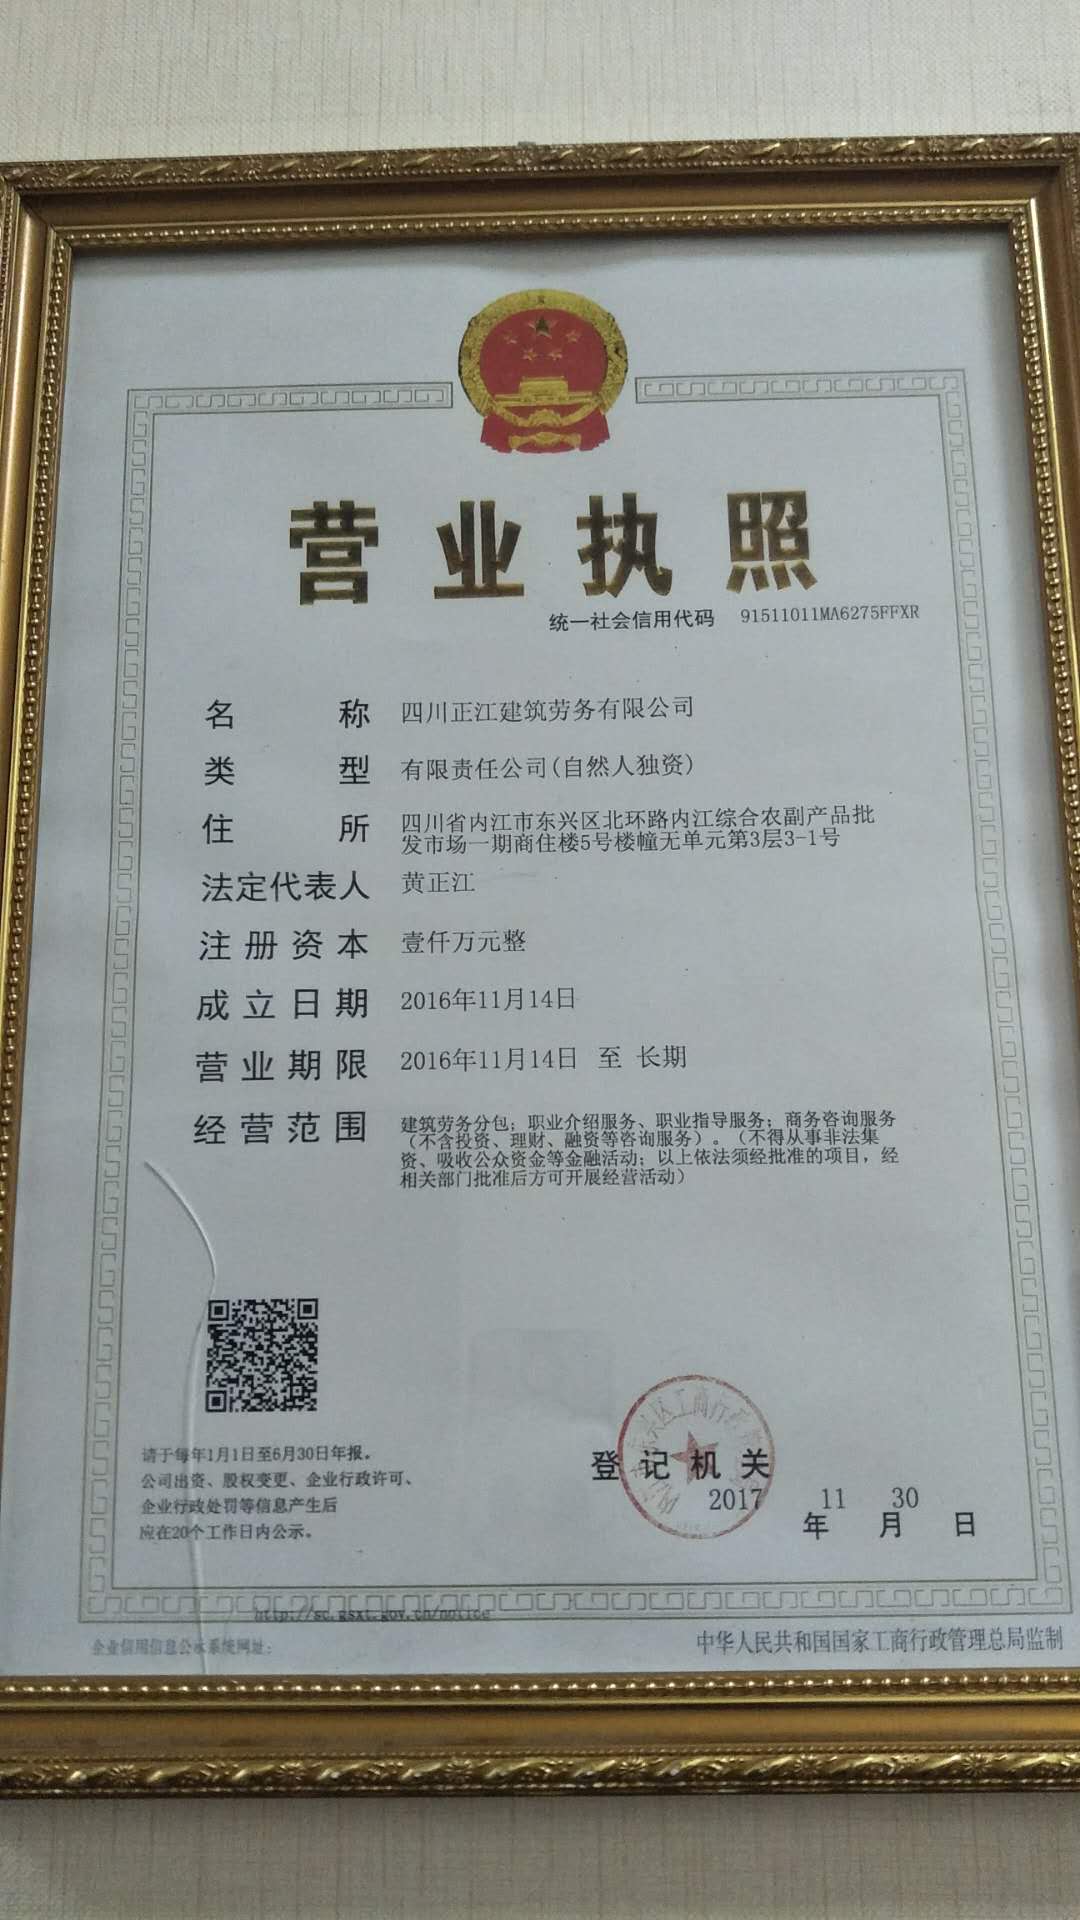 营业执照
统一社会信用代码 91511011MA6275FFXR
名称 四川正江建筑劳务有限公司
类型 有限责任公司(自然人独资)
住所 四川省内江市东兴区北环路内江综合农副产品批
发市场一期商住楼5号楼幢无单元第3层3-1号
法定代表人 黄正江
注册资本 壹仟万元整
成立日期 2016年11月14日
营业期限 2016年11月14日 至 长期
经营范围 建筑劳务分包；职业介绍服务、职业指导服务；商务咨询服务
（不含投资、理财、融资等咨询服务）。（不得从事非法集
资、吸收公众资金等金融活动；以上依法须经批准的项目，经
相关部门批准后方可开展经营活动）
请于每年1月1日至6月30日年报。
公司出资、股权变更、企业行政许可、
企业行政处罚等信息产生后
应在20个工作日内公示。
登记机关
2017年11月30日
http://sc.gsxt.gov.cn/notice
企业信用信息公示系统网址：
中华人民共和国国家工商行政管理总局监制